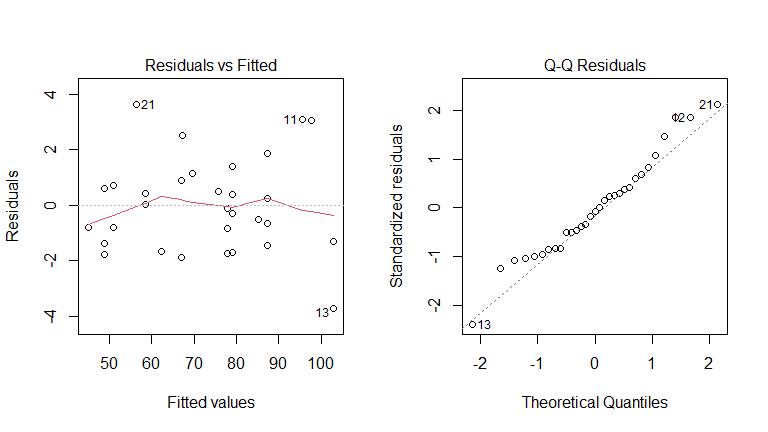 Residuals vs Fitted
Residuals
4
2
0
-2
-4
21
11
13
50 60 70 80 90 100
Fitted values
Q-Q Residuals
Standardized residuals
2
1
0
-1
-2
21
12
13
-2 -1 0 1 2
Theoretical Quantiles